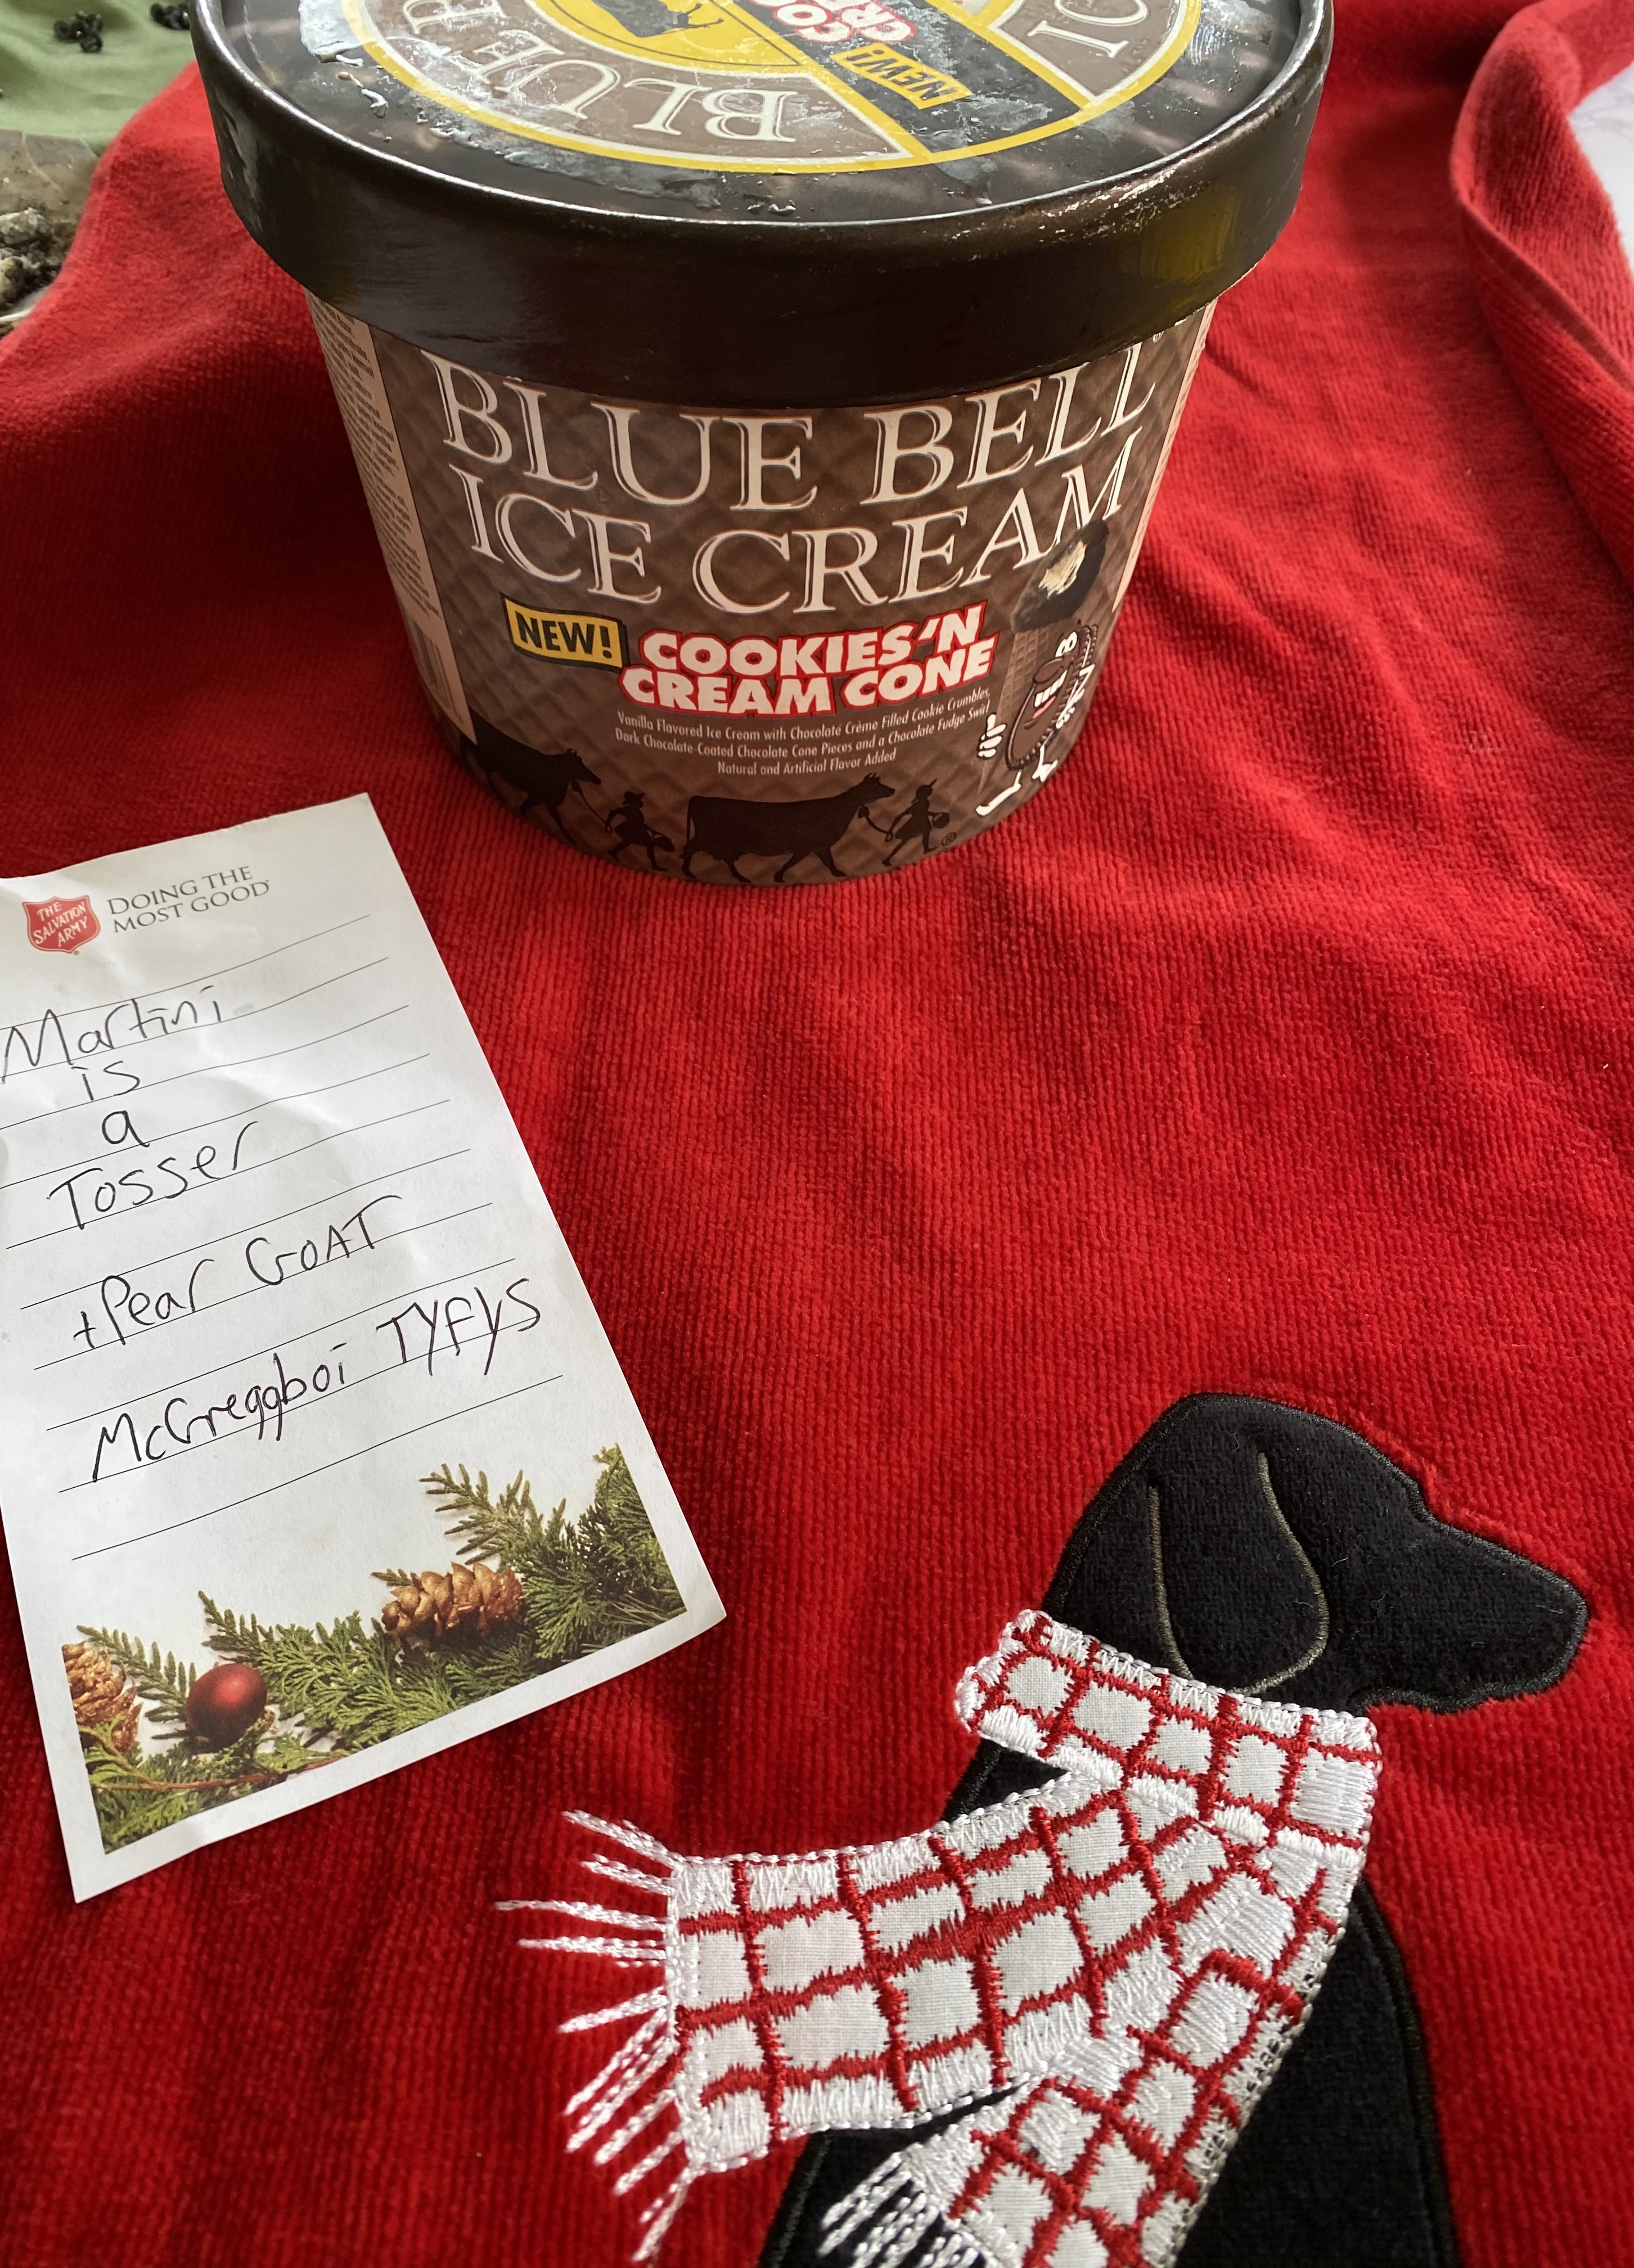 BLUE B
NEW!
BLUE BELL
ICE CREAM
NEW!
COOKIES 'N
CREAM CONE
Vanilla Flavored Ice Cream with Chocolate Crème Filled Cookie Crumbles,
Dark Chocolate-Coated Chocolate Cone Pieces and a Chocolate Fudge Swirl
Natural and Artificial Flavor Added
THE
SALVATION
ARMY
DOING THE
MOST GOOD
Martini
is
a
Tosser
+Pear GOAT
McGreggboi TYFYS